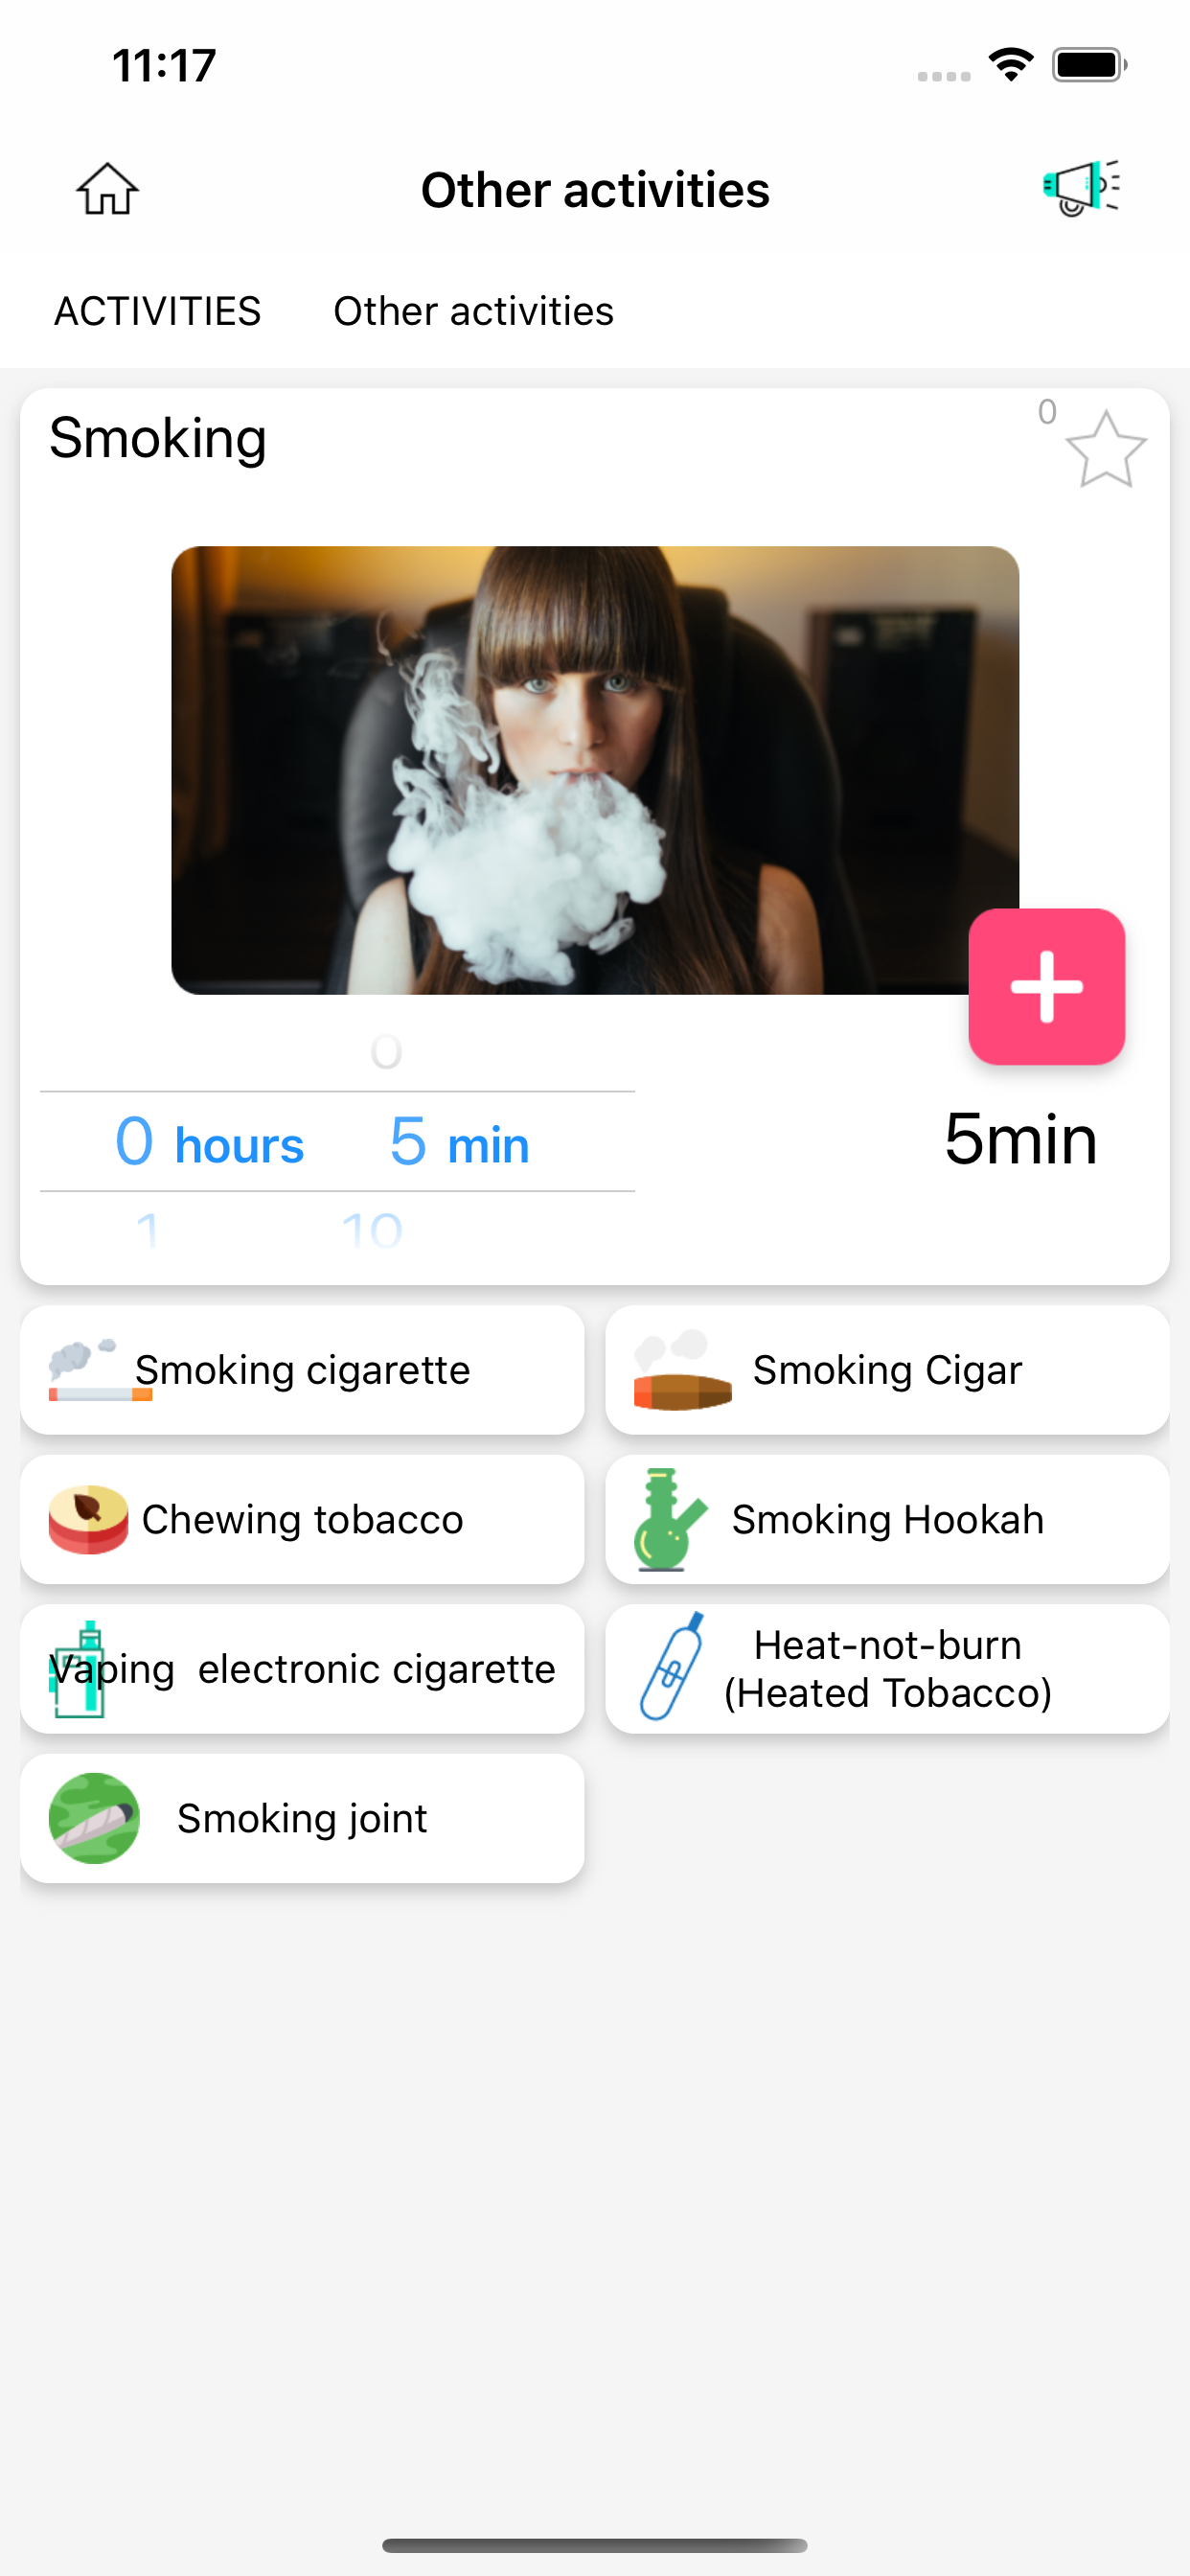 11:17
Other activities
ACTIVITIES Other activities
Smoking
0
0
0 hours 5 min
5min
1 10
Smoking cigarette
Smoking Cigar
Chewing tobacco
Smoking Hookah
Vaping  electronic cigarette
Heat-not-burn
(Heated Tobacco)
Smoking joint